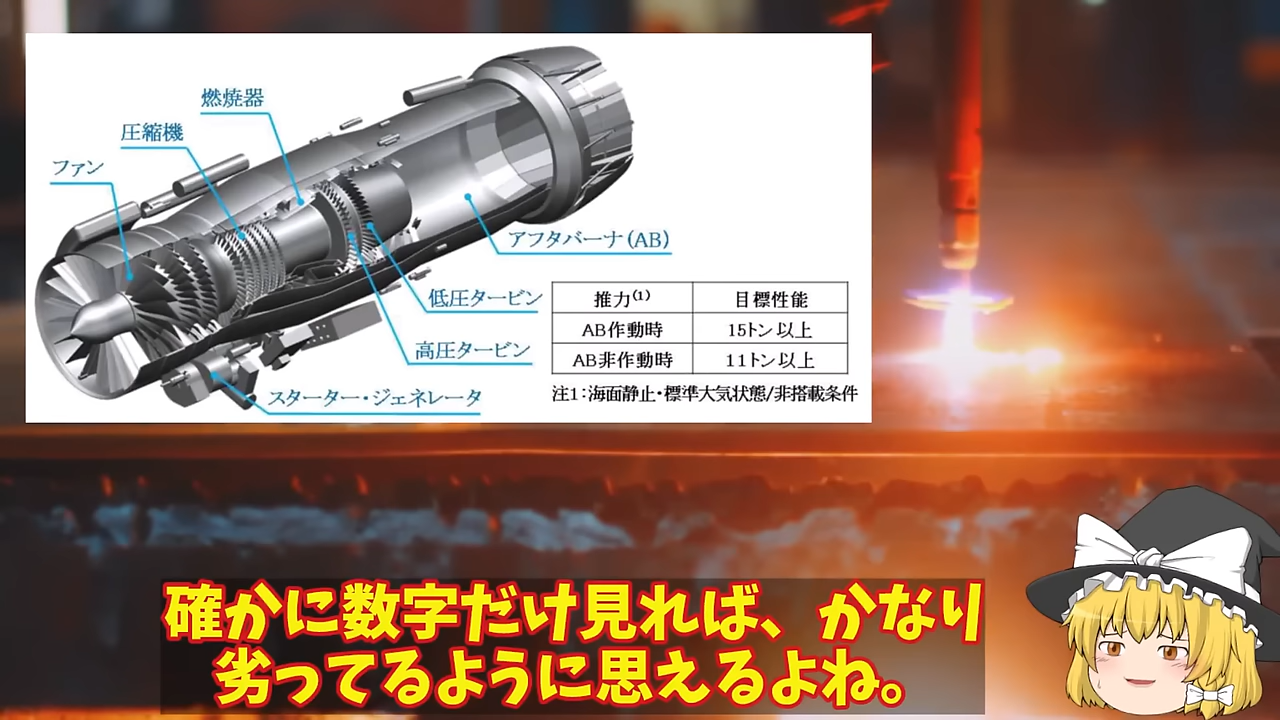 燃焼器
圧縮機
ファン
アフタバーナ(AB)
低圧タービン
高圧タービン
スターター・ジェネレータ
推力(1) 目標性能
AB作動時 15トン以上
AB非作動時 11トン以上
注1:海面静止・標準大気状態/非搭載条件
確かに数字だけ見れば、かなり
劣ってるように思えるよね。